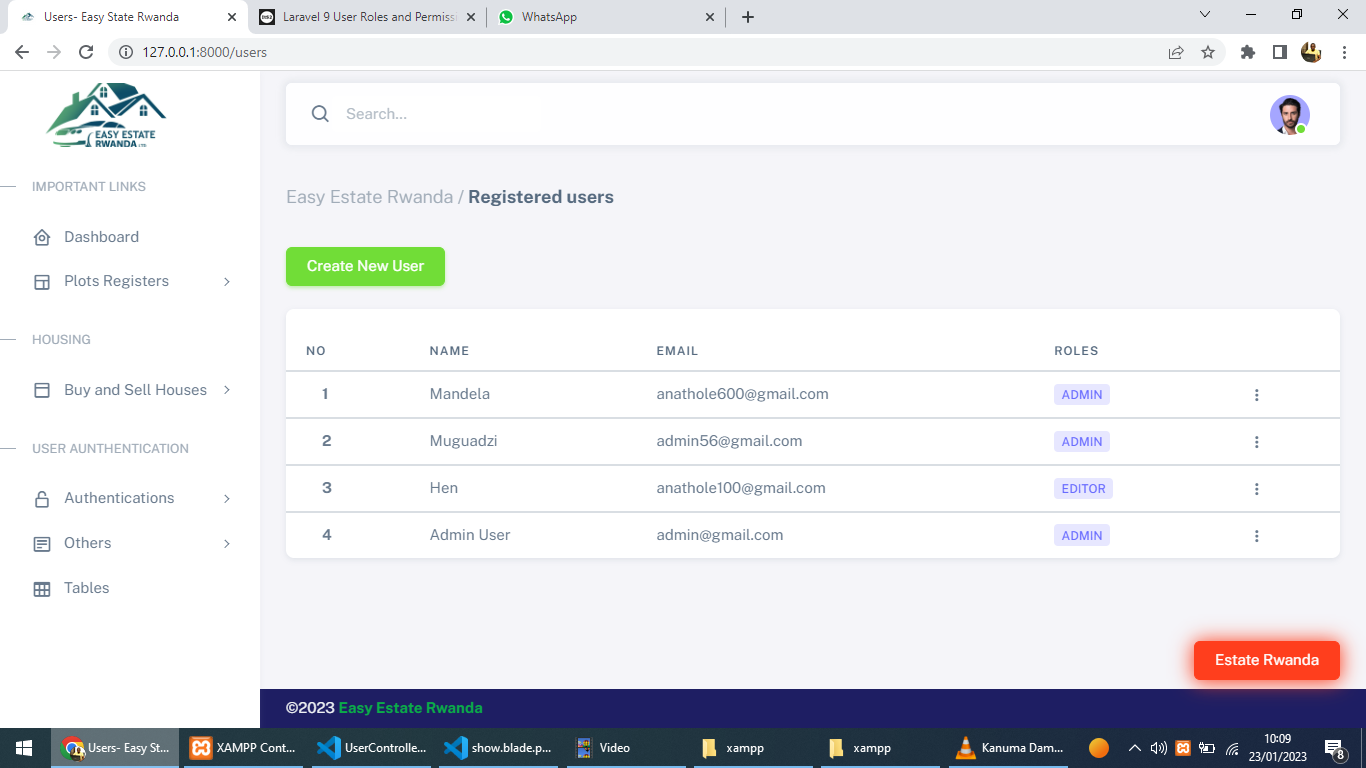 Users- Easy State Rwanda
Laravel 9 User Roles and Permissi
WhatsApp
127.0.0.1:8000/users
EASY ESTATE
RWANDA LTD
Search...
IMPORTANT LINKS
Easy Estate Rwanda / Registered users
Dashboard
Plots Registers
Create New User
HOUSING
Buy and Sell Houses
USER AUNTHENTICATION
Authentications
Others
Tables
NO NAME EMAIL ROLES
1 Mandela anathole600@gmail.com ADMIN
2 Muguadzi admin56@gmail.com ADMIN
3 Hen anathole100@gmail.com EDITOR
4 Admin User admin@gmail.com ADMIN
Estate Rwanda
©2023 Easy Estate Rwanda
Users- Easy St...
XAMPP Cont...
UserControlle...
show.blade.p...
Video
xampp
xampp
Kanuma Dam...
10:09
23/01/2023
8